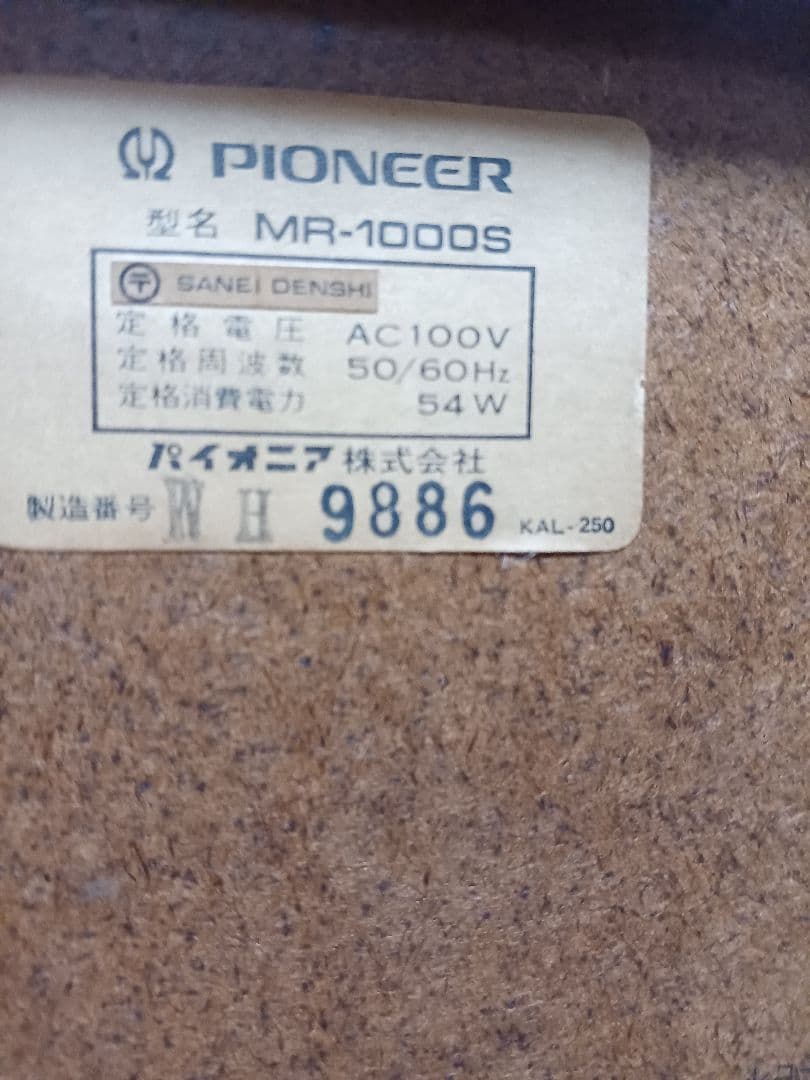 PIONEER
型名 MR-1000S
〒 SANEI DENSHI
定格電圧 AC100V
定格周波数 50/60Hz
定格消費電力 54W
パイオニア株式会社
製造番号 WH 9886 KAL-250